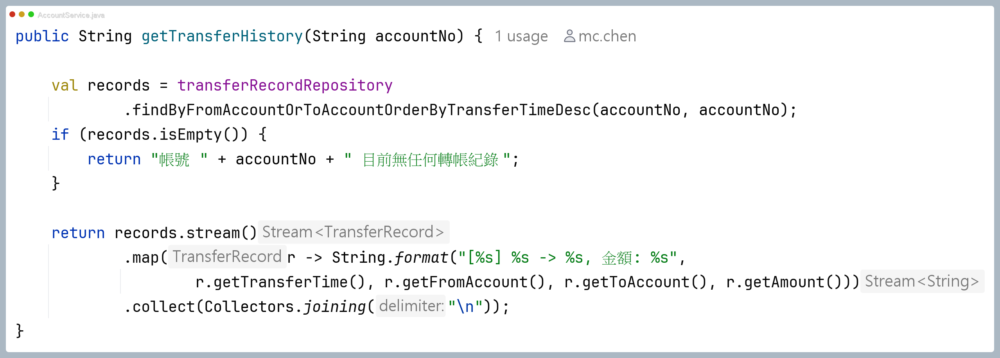 AccountService.java
public String getTransferHistory(String accountNo) { 1 usage mc.chen
val records = transferRecordRepository
.findByFromAccountOrToAccountOrderByTransferTimeDesc(accountNo, accountNo);
if (records.isEmpty()) {
return "帳號 " + accountNo + " 目前無任何轉帳紀錄";
}
return records.stream() Stream<TransferRecord>
.map( TransferRecord r -> String.format("[%s] %s -> %s, 金額: %s",
r.getTransferTime(), r.getFromAccount(), r.getToAccount(), r.getAmount())) Stream<String>
.collect(Collectors.joining( delimiter: "\n"));
}